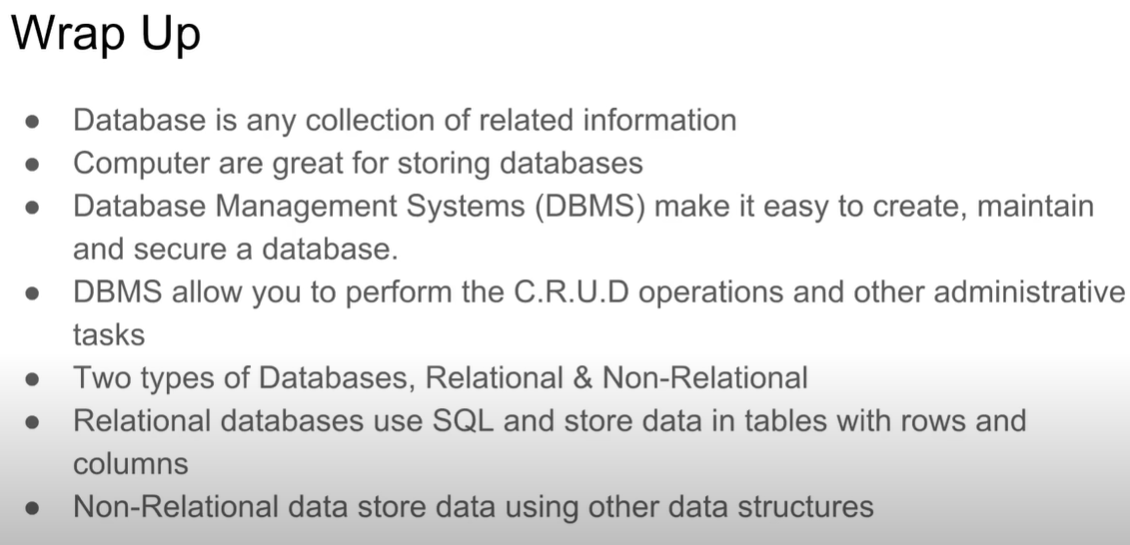 Wrap Up
● Database is any collection of related information
● Computer are great for storing databases
● Database Management Systems (DBMS) make it easy to create, maintain
and secure a database.
● DBMS allow you to perform the C.R.U.D operations and other administrative
tasks
● Two types of Databases, Relational & Non-Relational
● Relational databases use SQL and store data in tables with rows and
columns
● Non-Relational data store data using other data structures